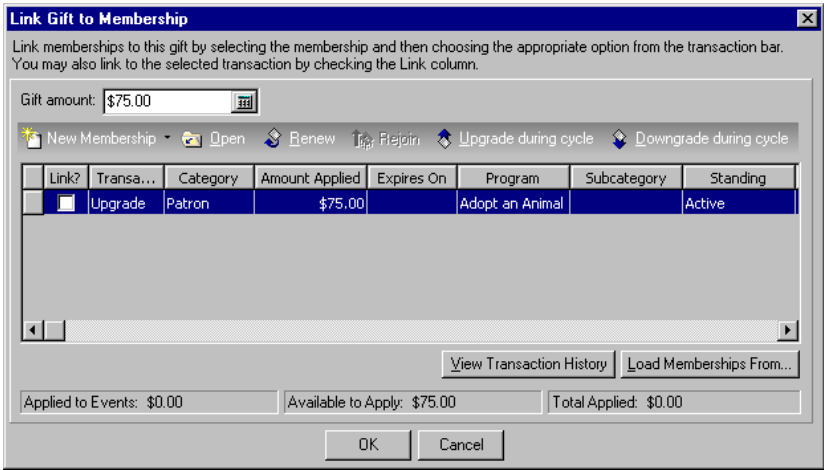 Link Gift to Membership
Link memberships to this gift by selecting the membership and then choosing the appropriate option from the transaction bar.
You may also link to the selected transaction by checking the Link column.
Gift amount: $75.00
New Membership Open Renew Rejoin Upgrade during cycle Downgrade during cycle
Link? Transa... Category Amount Applied Expires On Program Subcategory Standing
Upgrade Patron $75.00 Adopt an Animal Active
View Transaction History Load Memberships From...
Applied to Events: $0.00 Available to Apply: $75.00 Total Applied: $0.00
OK Cancel